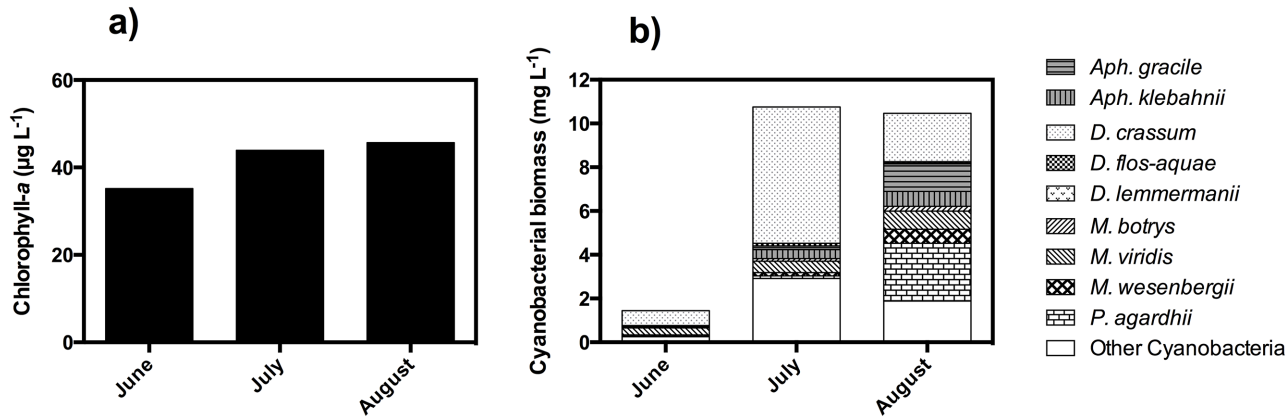 a)
Chlorophyll-a (µg L-1)
60
40
20
0
June
July
August
b)
Cyanobacterial biomass (mg L-1)
12
10
8
6
4
2
0
June
July
August
Aph. gracile
Aph. klebahnii
D. crassum
D. flos-aquae
D. lemmermanii
M. botrys
M. viridis
M. wesenbergii
P. agardhii
Other Cyanobacteria